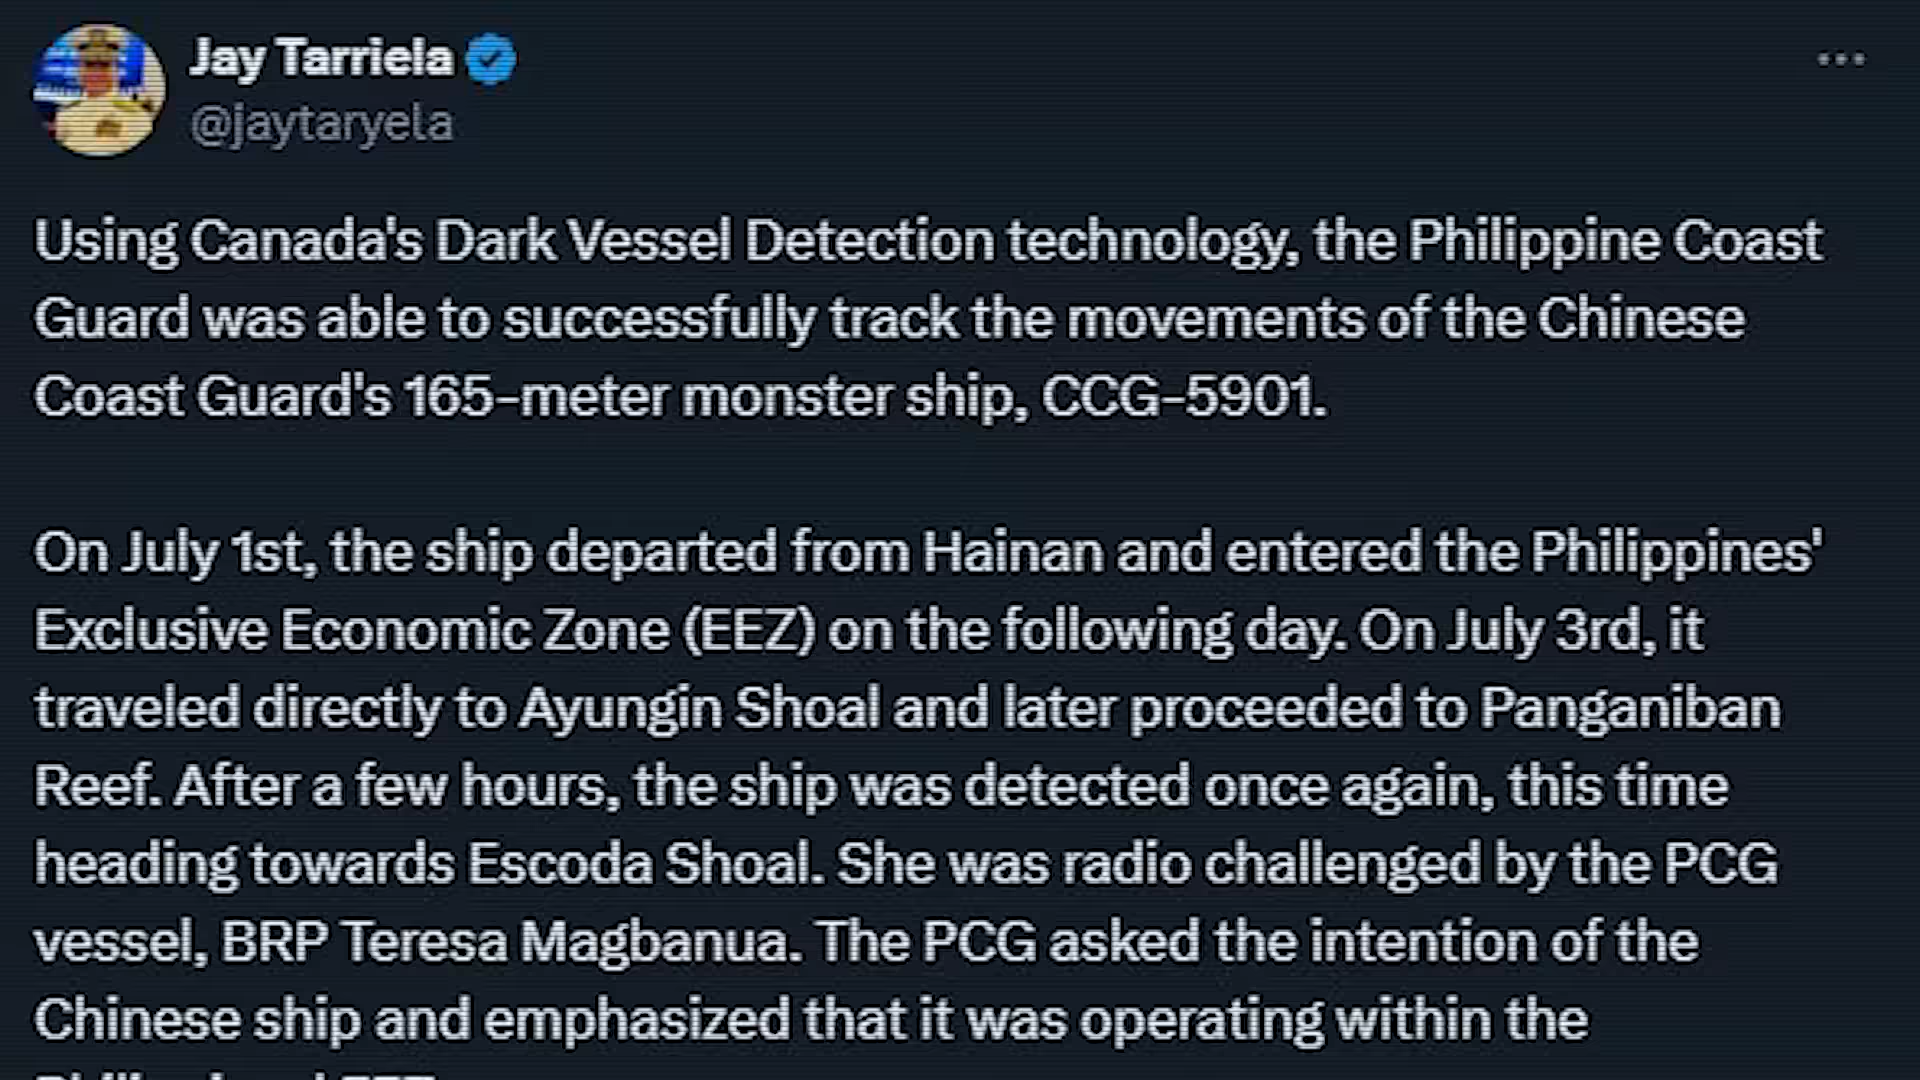 Jay Tarriela
@jaytaryela
Using Canada's Dark Vessel Detection technology, the Philippine Coast
Guard was able to successfully track the movements of the Chinese
Coast Guard's 165-meter monster ship, CCG-5901.
On July 1st, the ship departed from Hainan and entered the Philippines'
Exclusive Economic Zone (EEZ) on the following day. On July 3rd, it
traveled directly to Ayungin Shoal and later proceeded to Panganiban
Reef. After a few hours, the ship was detected once again, this time
heading towards Escoda Shoal. She was radio challenged by the PCG
vessel, BRP Teresa Magbanua. The PCG asked the intention of the
Chinese ship and emphasized that it was operating within the